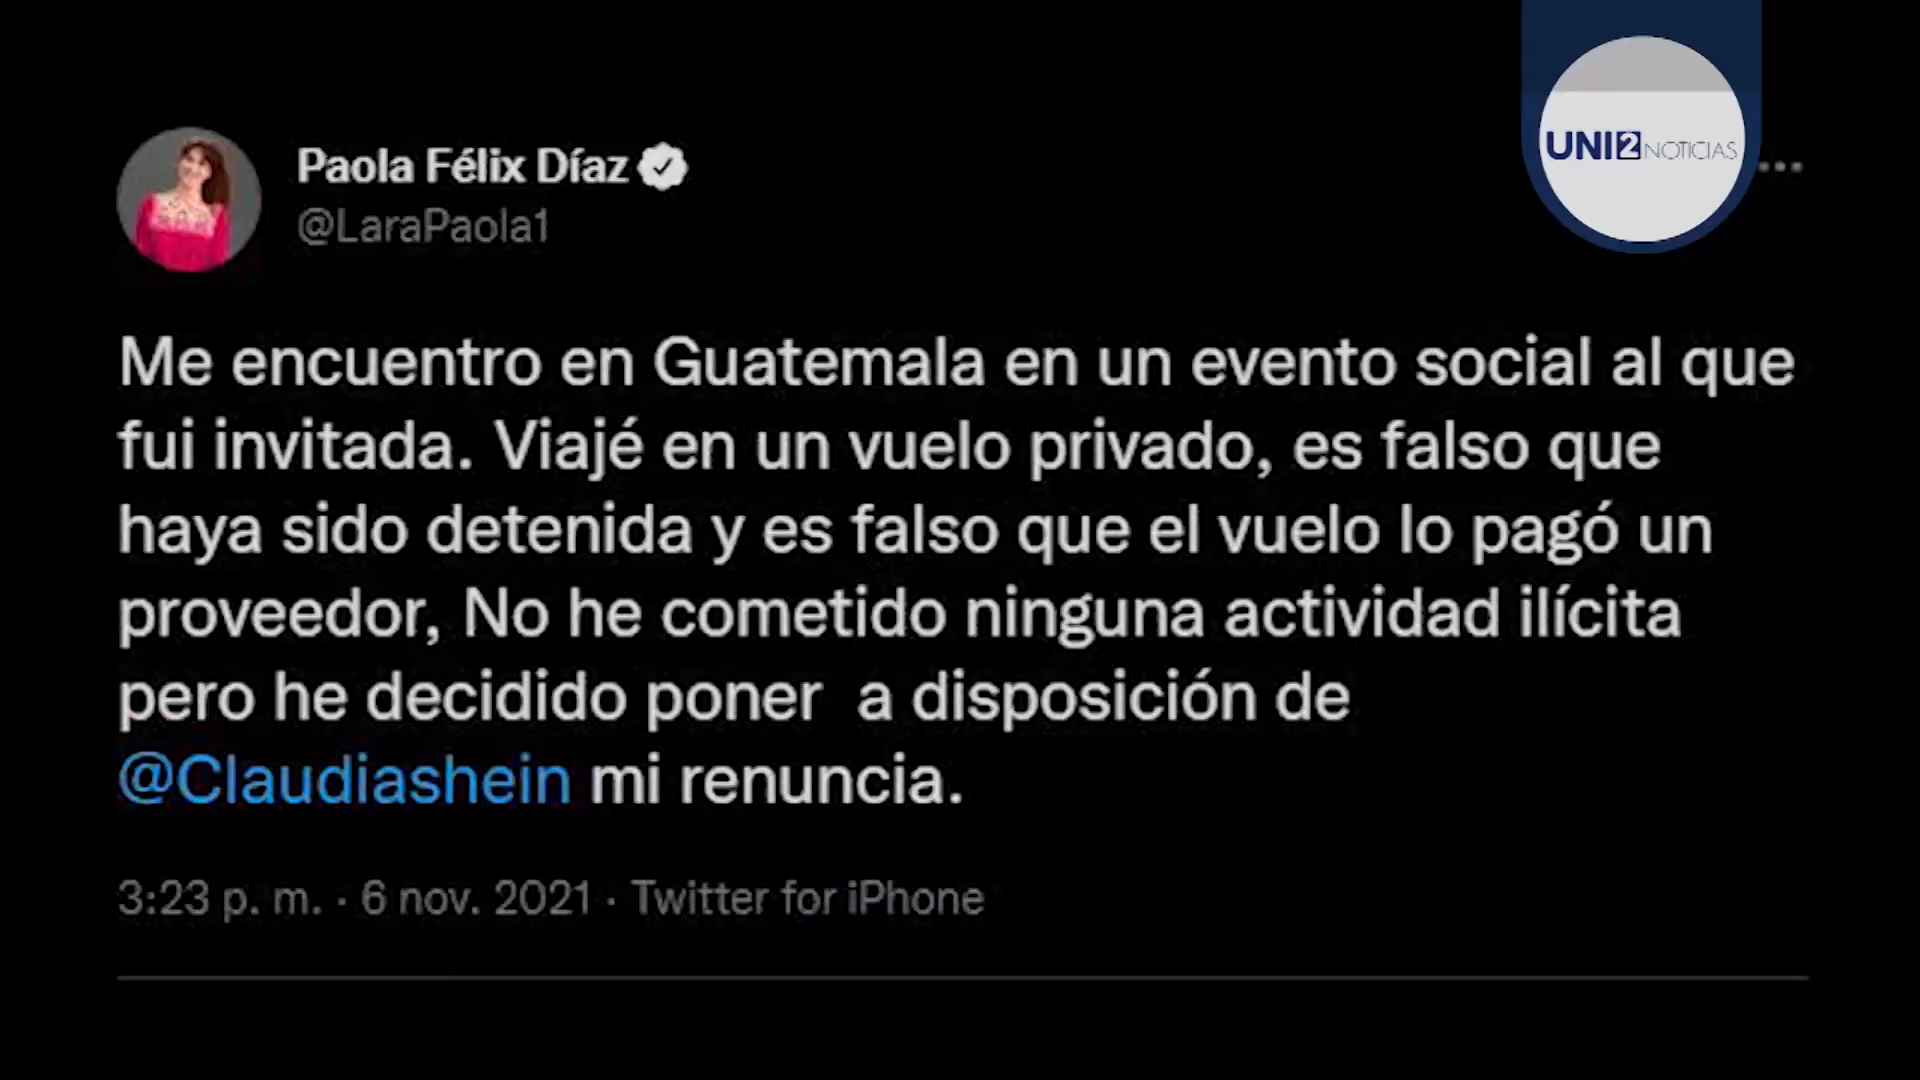 UNI2 NOTICIAS
Paola Félix Díaz
@LaraPaola1
Me encuentro en Guatemala en un evento social al que
fui invitada. Viajé en un vuelo privado, es falso que
haya sido detenida y es falso que el vuelo lo pagó un
proveedor, No he cometido ninguna actividad ilícita
pero he decidido poner  a disposición de
@Claudiashein mi renuncia.
3:23 p. m. · 6 nov. 2021 · Twitter for iPhone